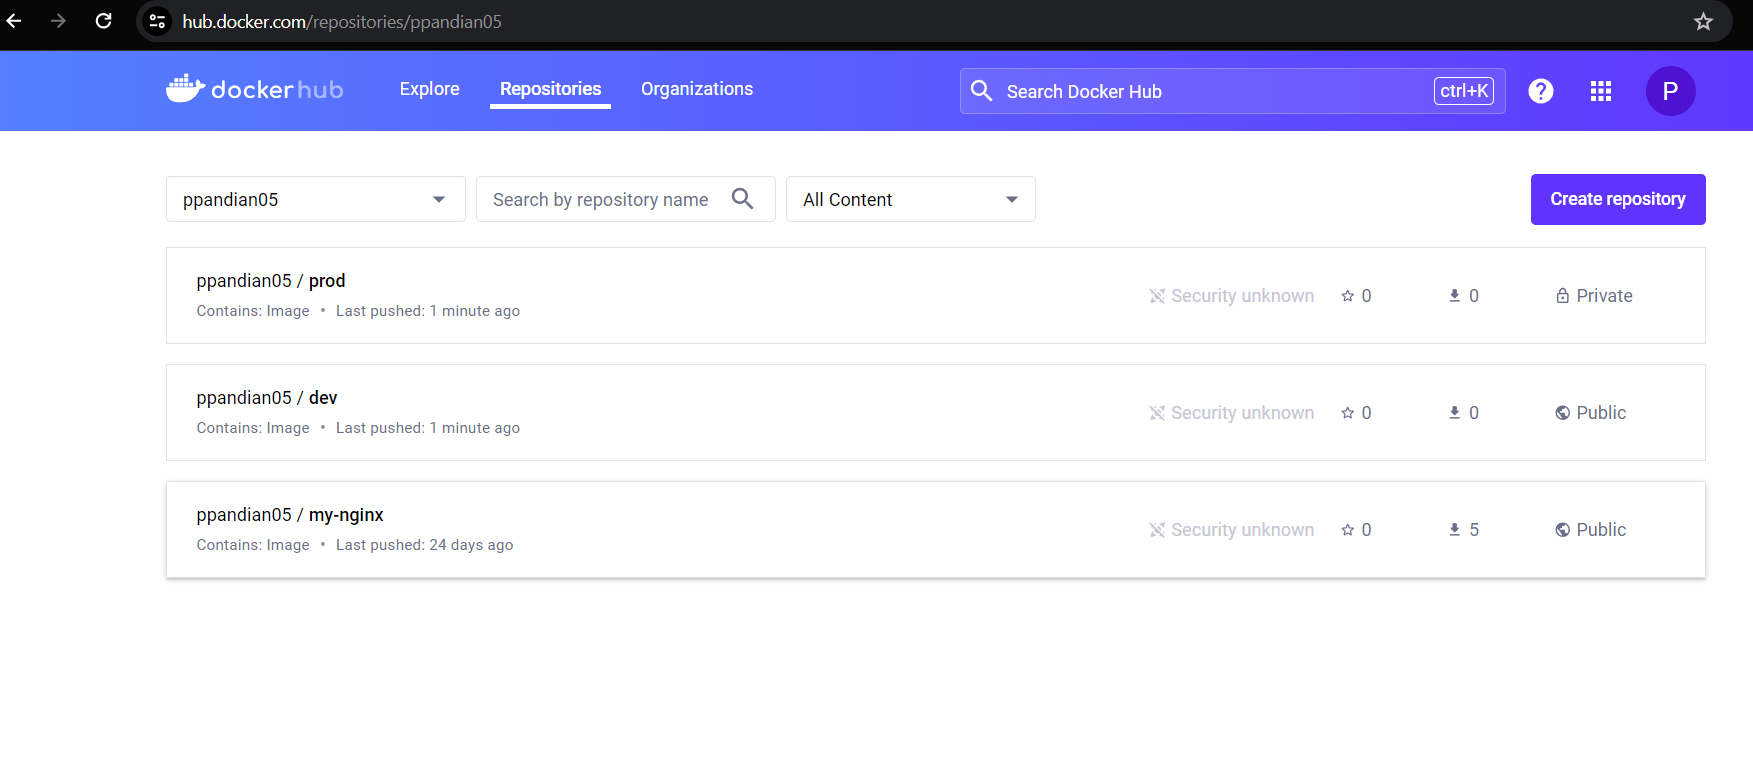 hub.docker.com/repositories/ppandian05
dockerhub Explore Repositories Organizations Search Docker Hub ctrl+K ? P
ppandian05 Search by repository name All Content Create repository
ppandian05 / prod
Contains: Image • Last pushed: 1 minute ago
Security unknown 0 0 Private
ppandian05 / dev
Contains: Image • Last pushed: 1 minute ago
Security unknown 0 0 Public
ppandian05 / my-nginx
Contains: Image • Last pushed: 24 days ago
Security unknown 0 5 Public